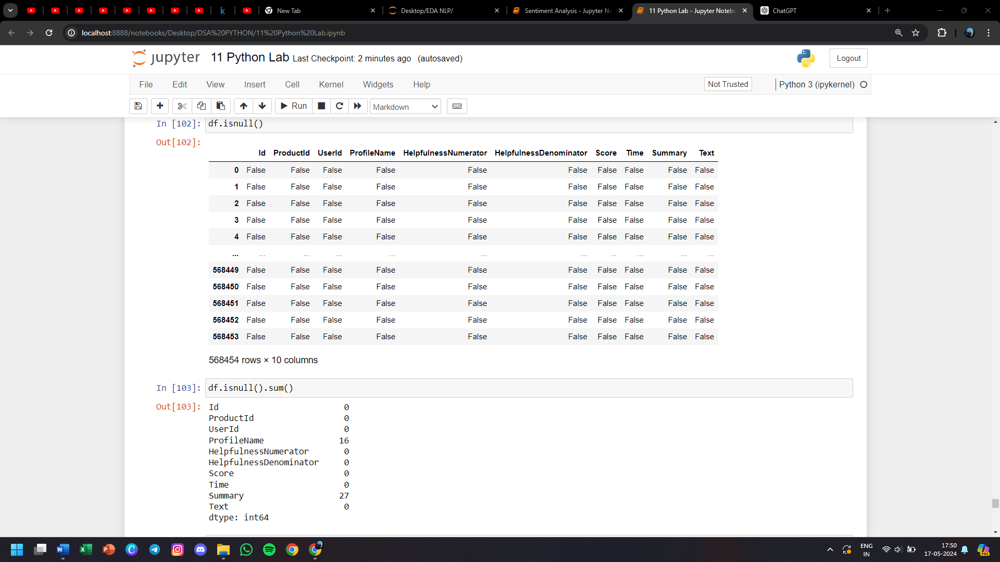 New Tab
Desktop/EDA NLP/
Sentiment Analysis - Jupyter No
11 Python Lab - Jupyter Notebo
ChatGPT
localhost:8888/notebooks/Desktop/DSA%20PYTHON/11%20Python%20Lab.ipynb
jupyter 11 Python Lab Last Checkpoint: 2 minutes ago (autosaved)
Logout
File Edit View Insert Cell Kernel Widgets Help
Not Trusted
Python 3 (ipykernel)
Run
Markdown
In [102]: df.isnull()
Out[102]:
Id ProductId UserId ProfileName HelpfulnessNumerator HelpfulnessDenominator Score Time Summary Text
0 False False False False False False False False False False
1 False False False False False False False False False False
2 False False False False False False False False False False
3 False False False False False False False False False False
4 False False False False False False False False False False
... ... ... ... ... ... ... ... ... ... ...
568449 False False False False False False False False False False
568450 False False False False False False False False False False
568451 False False False False False False False False False False
568452 False False False False False False False False False False
568453 False False False False False False False False False False
568454 rows × 10 columns
In [103]: df.isnull().sum()
Out[103]: Id 0
ProductId 0
UserId 0
ProfileName 16
HelpfulnessNumerator 0
HelpfulnessDenominator 0
Score 0
Time 0
Summary 27
Text 0
dtype: int64
ENG
IN
17:50
17-05-2024
PRE